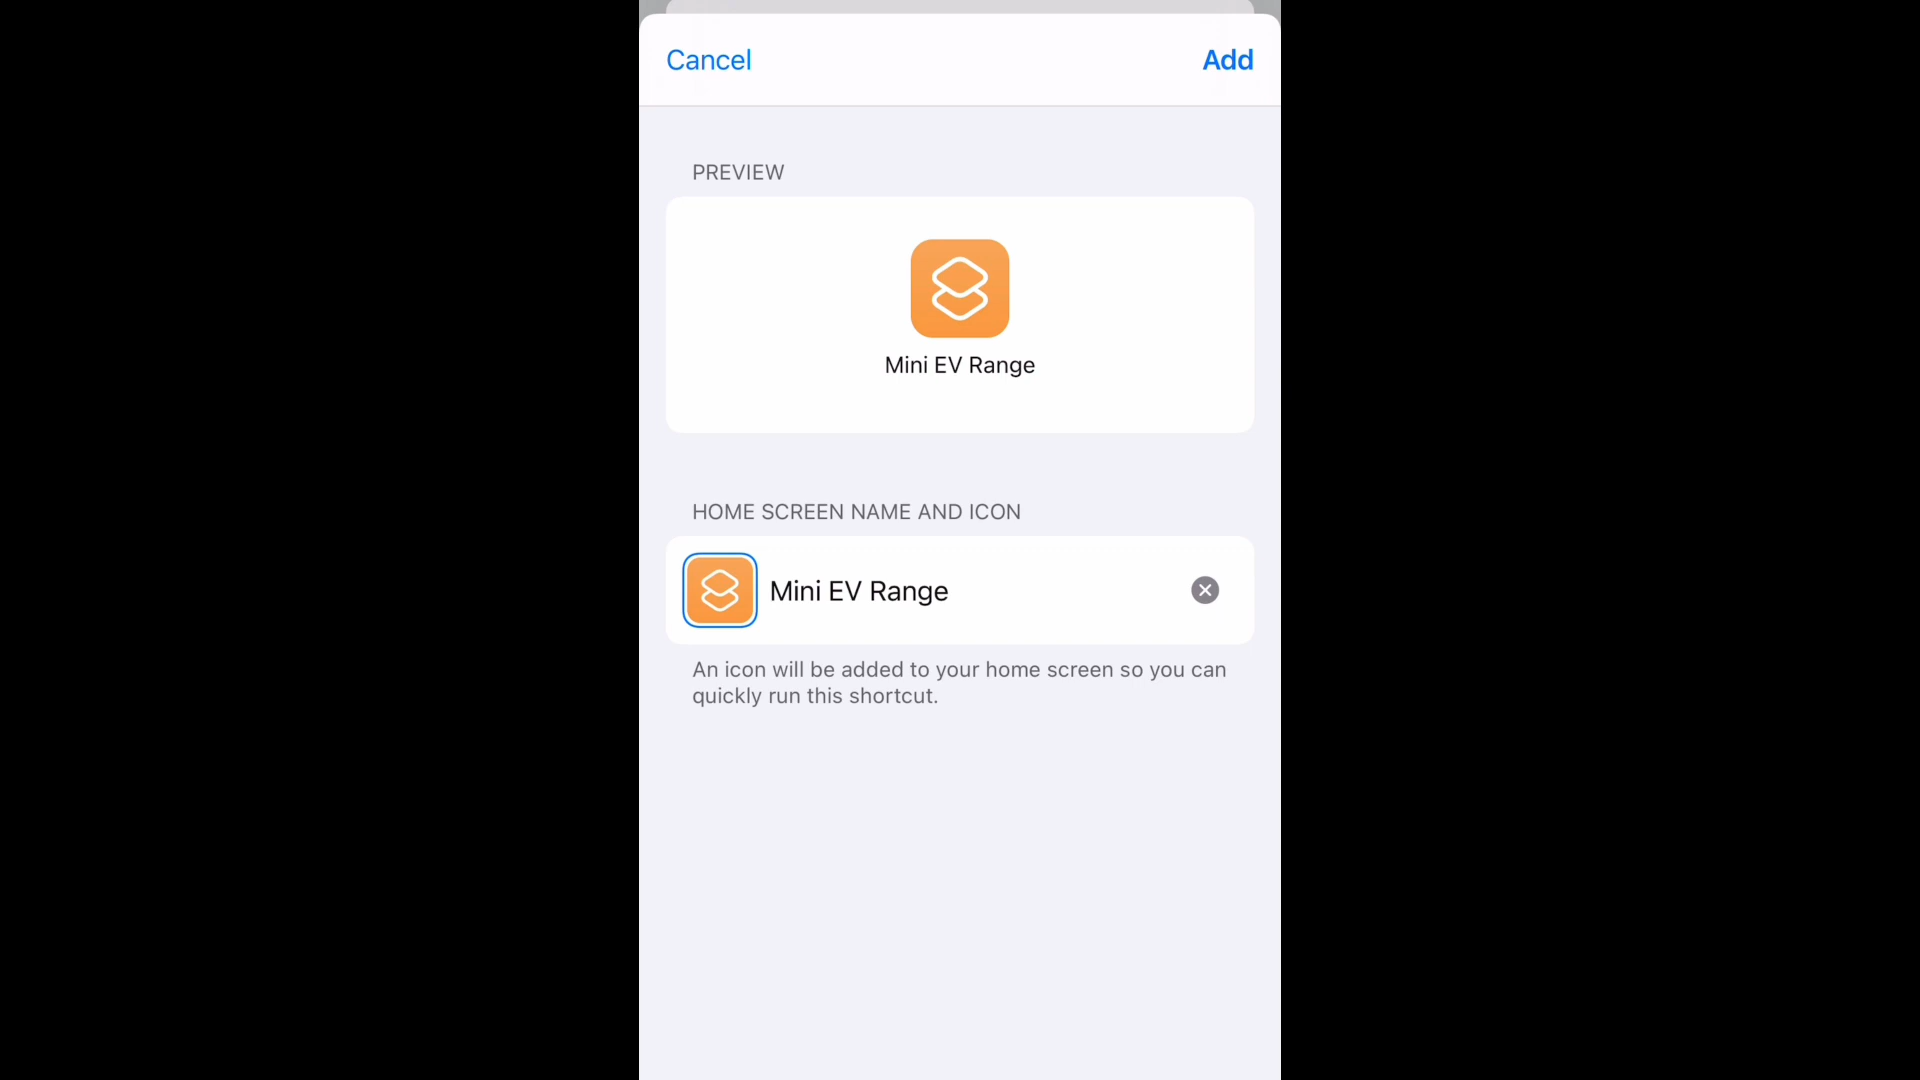 Cancel
Add
PREVIEW
Mini EV Range
HOME SCREEN NAME AND ICON
Mini EV Range
An icon will be added to your home screen so you can
quickly run this shortcut.